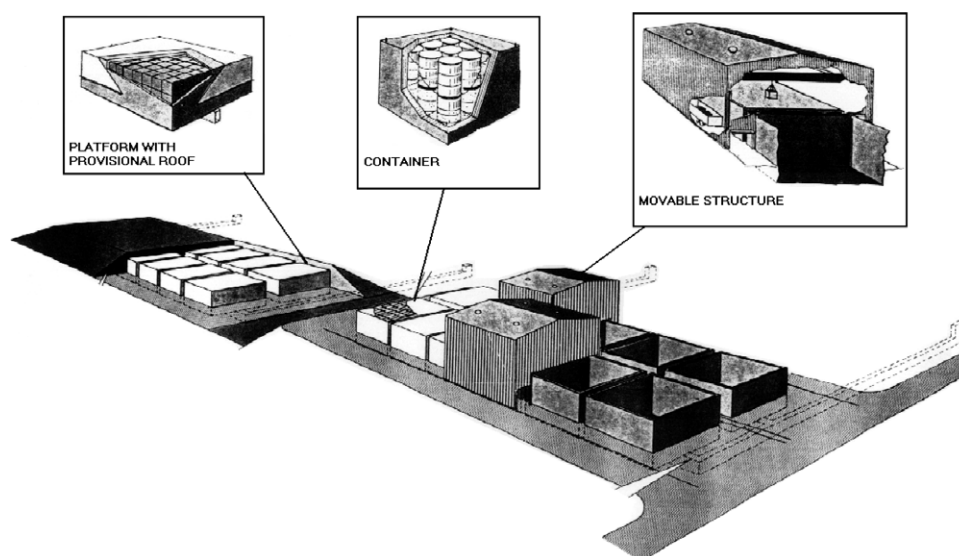 PLATFORM WITH
PROVISIONAL ROOF
CONTAINER
MOVABLE STRUCTURE